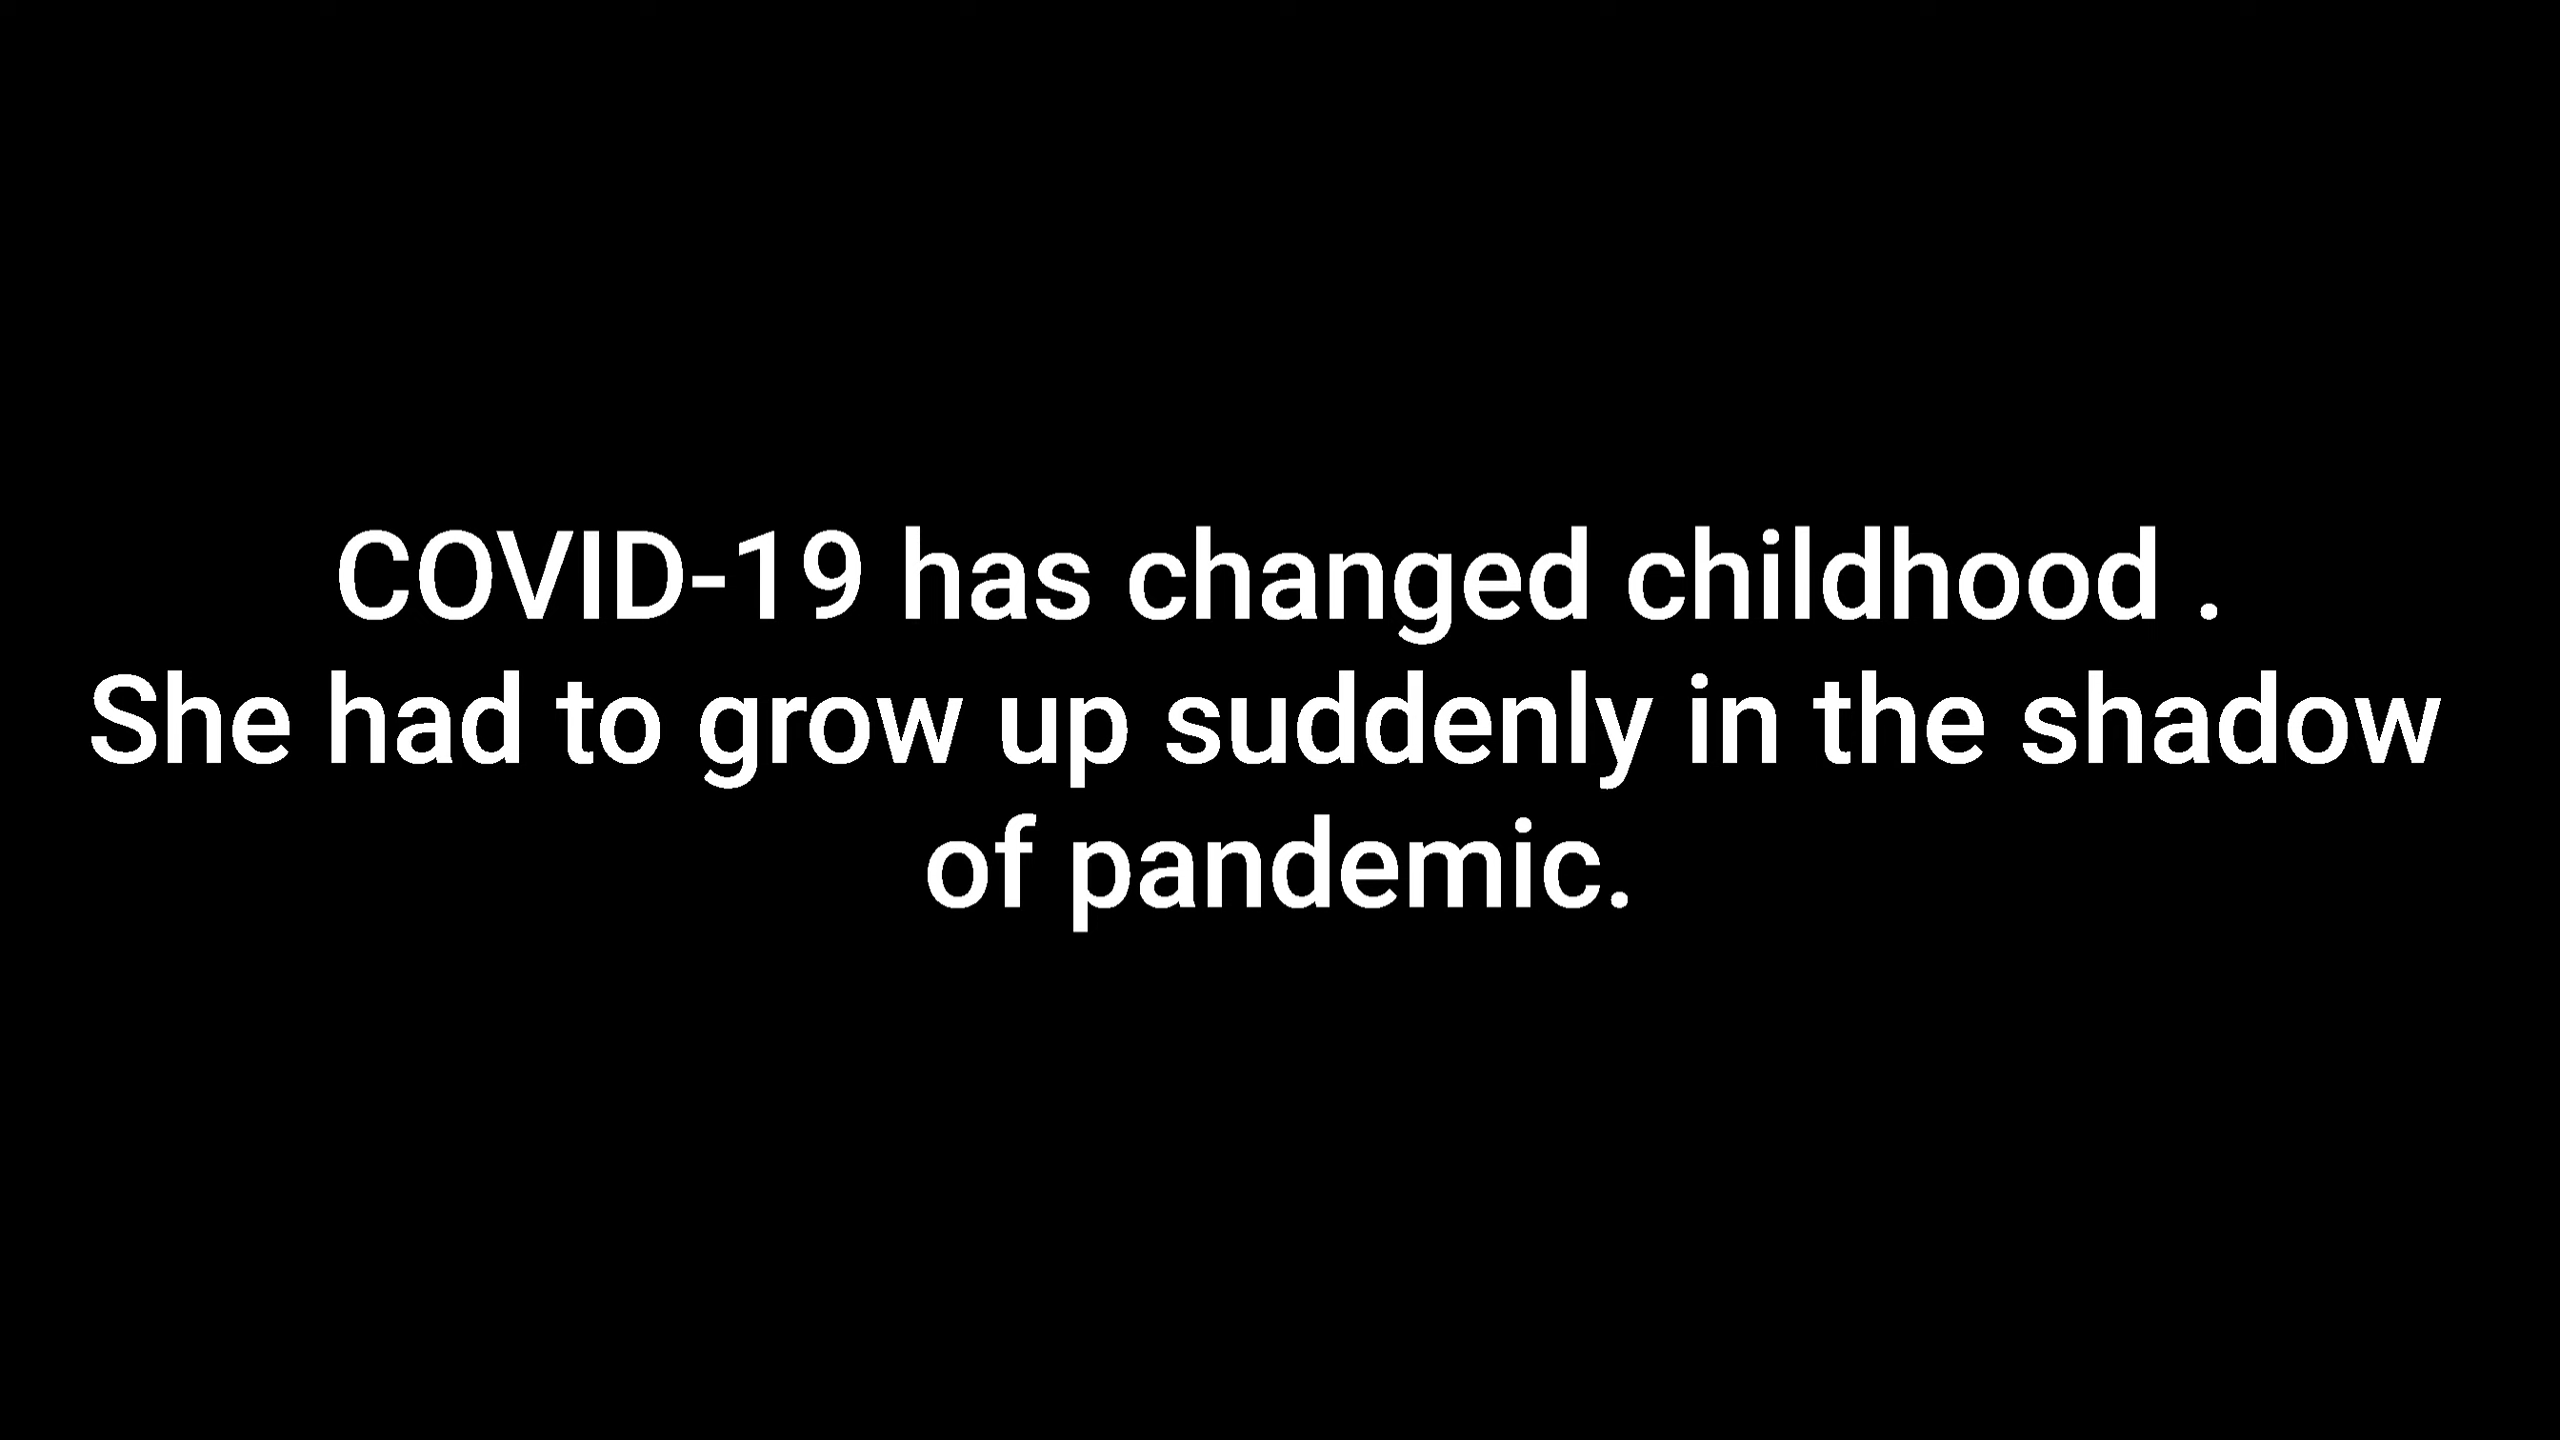 COVID-19 has changed childhood .
She had to grow up suddenly in the shadow
of pandemic.